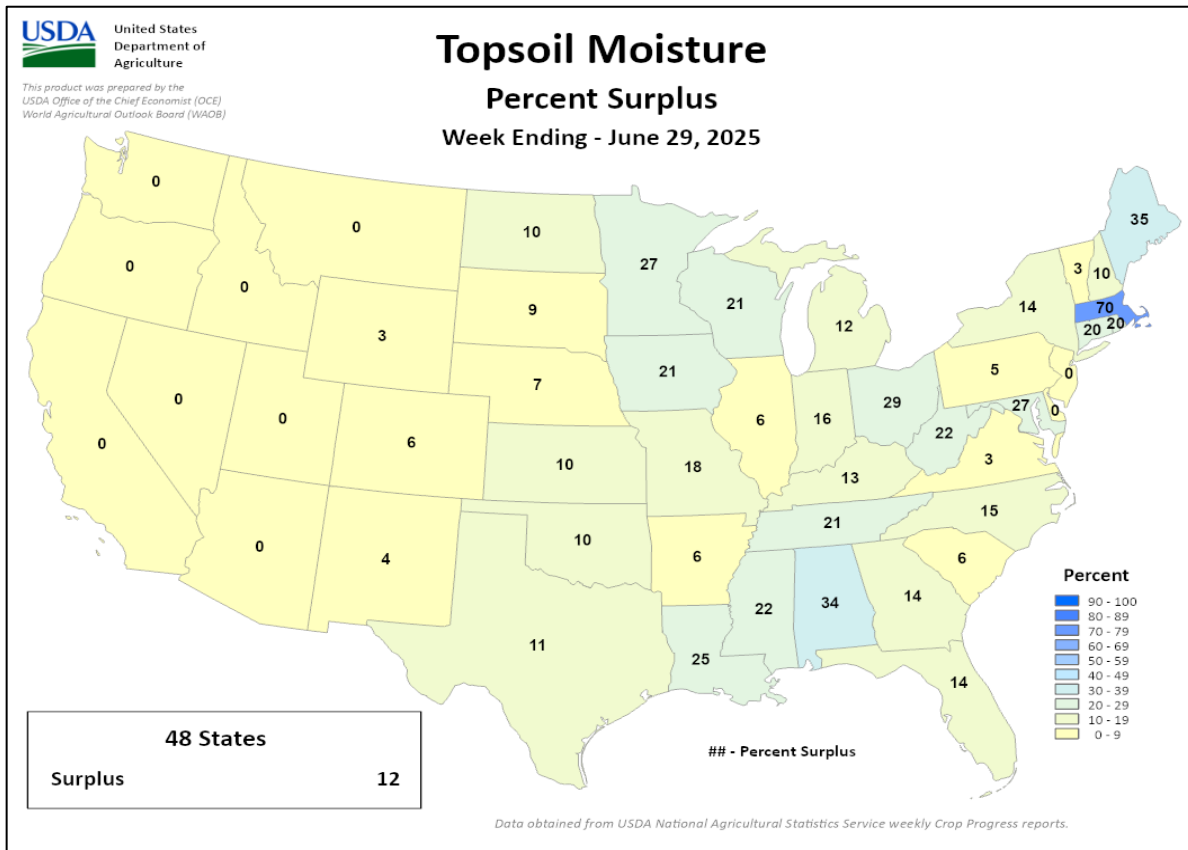 USDA
United States
Department of
Agriculture
This product was prepared by the
USDA Office of the Chief Economist (OCE)
World Agricultural Outlook Board (WAOB)
Topsoil Moisture
Percent Surplus
Week Ending - June 29, 2025
0
0
0
0
0
0
0
0
0
3
6
4
10
9
7
10
10
11
27
21
18
6
25
21
6
12
16
29
13
21
22
34
14
14
6
15
3
22
27
0
0
5
14
3
10
35
70
20
20
Percent
90 - 100
80 - 89
70 - 79
60 - 69
50 - 59
40 - 49
30 - 39
20 - 29
10 - 19
0 - 9
48 States
Surplus 12
## - Percent Surplus
Data obtained from USDA National Agricultural Statistics Service weekly Crop Progress reports.